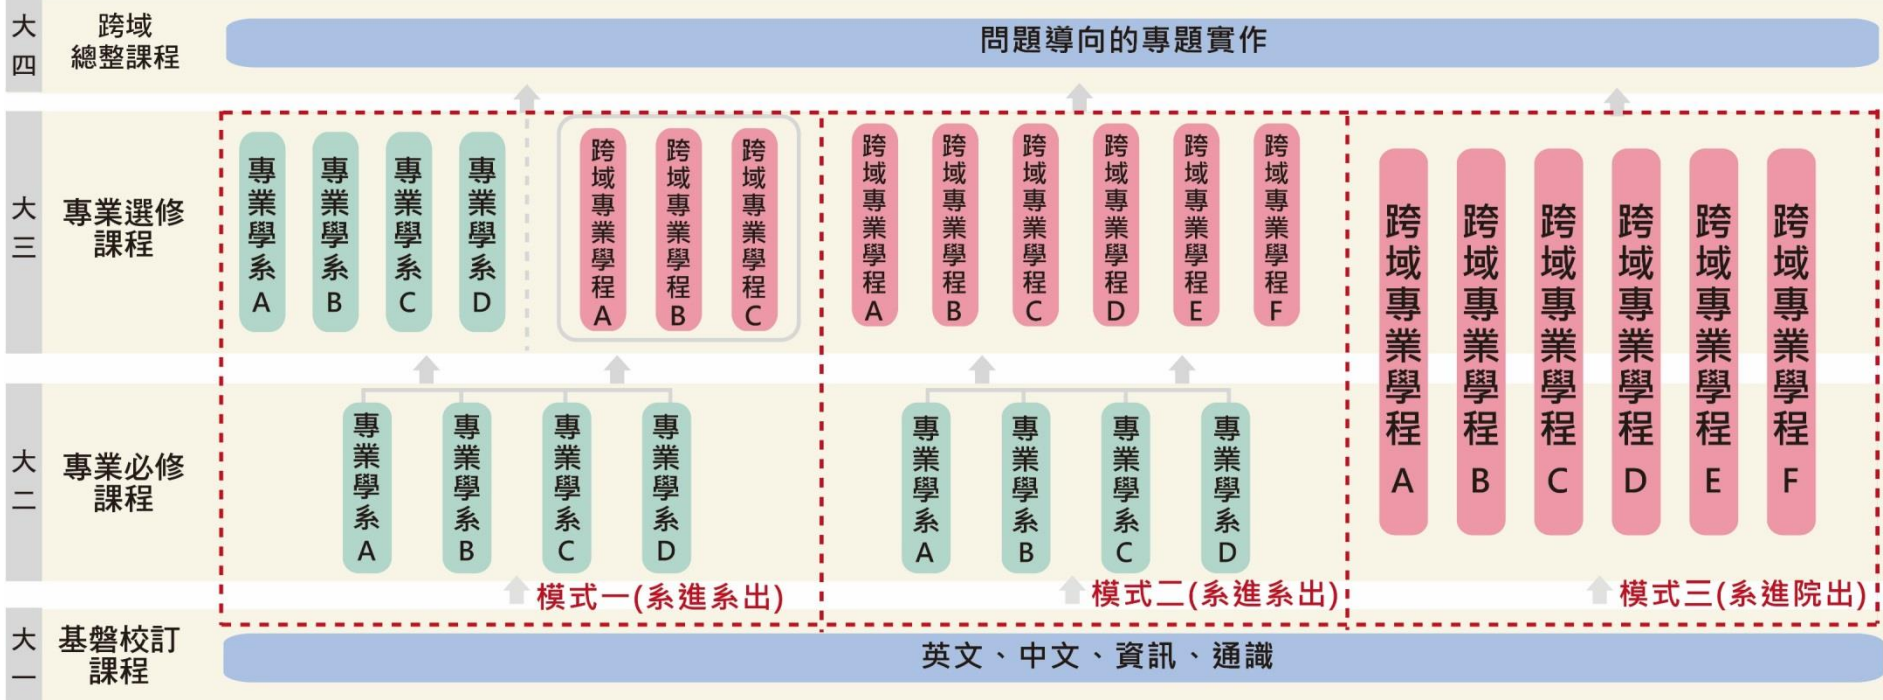 大四
跨域
總整課程
問題導向的專題實作
大三
專業選修
課程
專業學系A
專業學系B
專業學系C
專業學系D
跨域專業學程A
跨域專業學程B
跨域專業學程C
跨域專業學程A
跨域專業學程B
跨域專業學程C
跨域專業學程D
跨域專業學程E
跨域專業學程F
跨域專業學程A
跨域專業學程B
跨域專業學程C
跨域專業學程D
跨域專業學程E
跨域專業學程F
大二
專業必修
課程
專業學系A
專業學系B
專業學系C
專業學系D
專業學系A
專業學系B
專業學系C
專業學系D
模式一(系進系出)
模式二(系進系出)
模式三(系進院出)
大一
基磐校訂
課程
英文、中文、資訊、通識